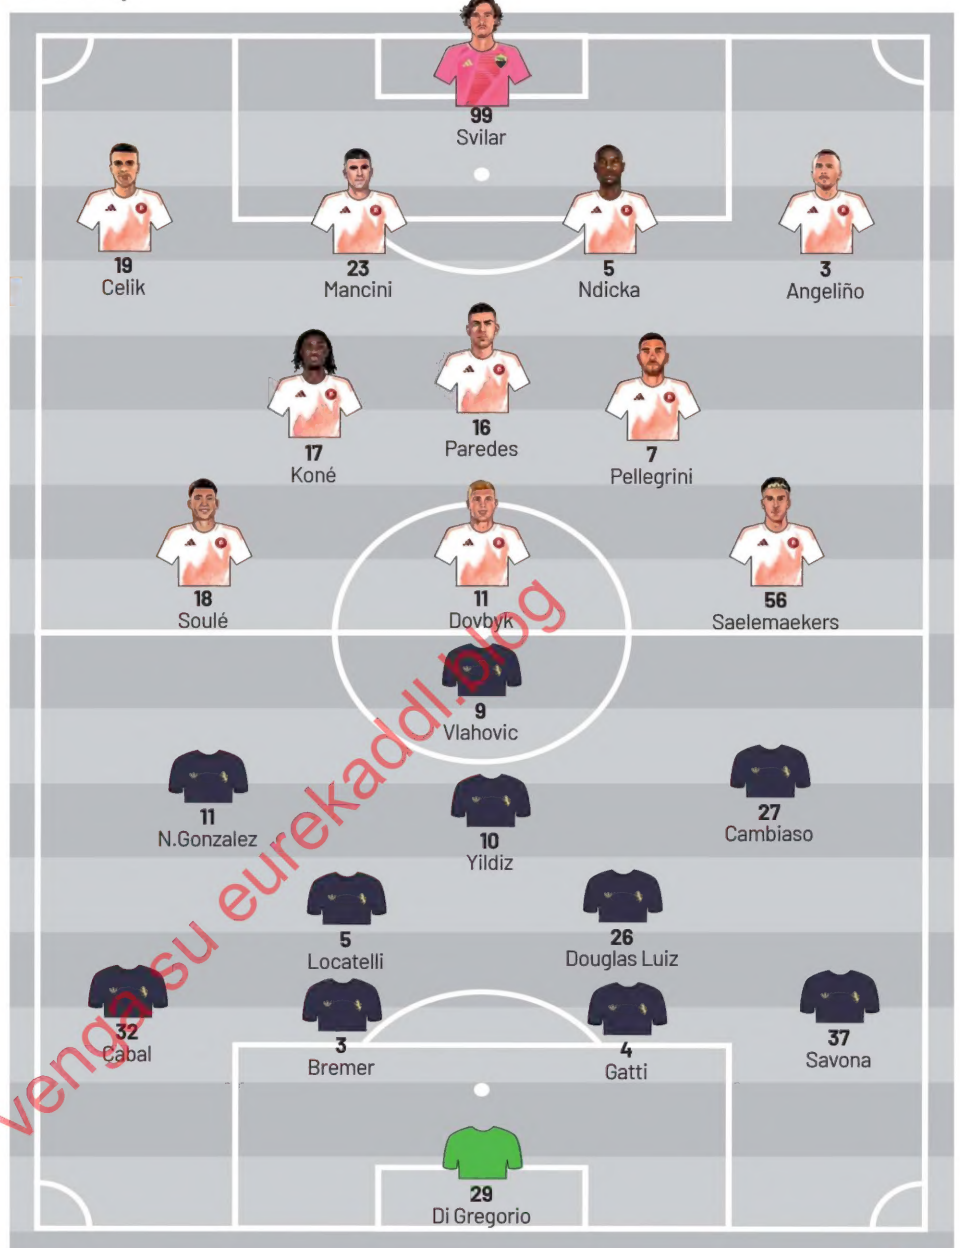 99
Svilar
19
Celik
23
Mancini
5
Ndicka
3
Angeliño
17
Koné
16
Paredes
7
Pellegrini
18
Soulé
11
Dovbyk
56
Saelemaekers
9
Vlahovic
11
N.Gonzalez
10
Yildiz
27
Cambiaso
5
Locatelli
26
Douglas Luiz
32
Cabal
3
Bremer
4
Gatti
37
Savona
29
Di Gregorio
venga su eurekaddl.blog